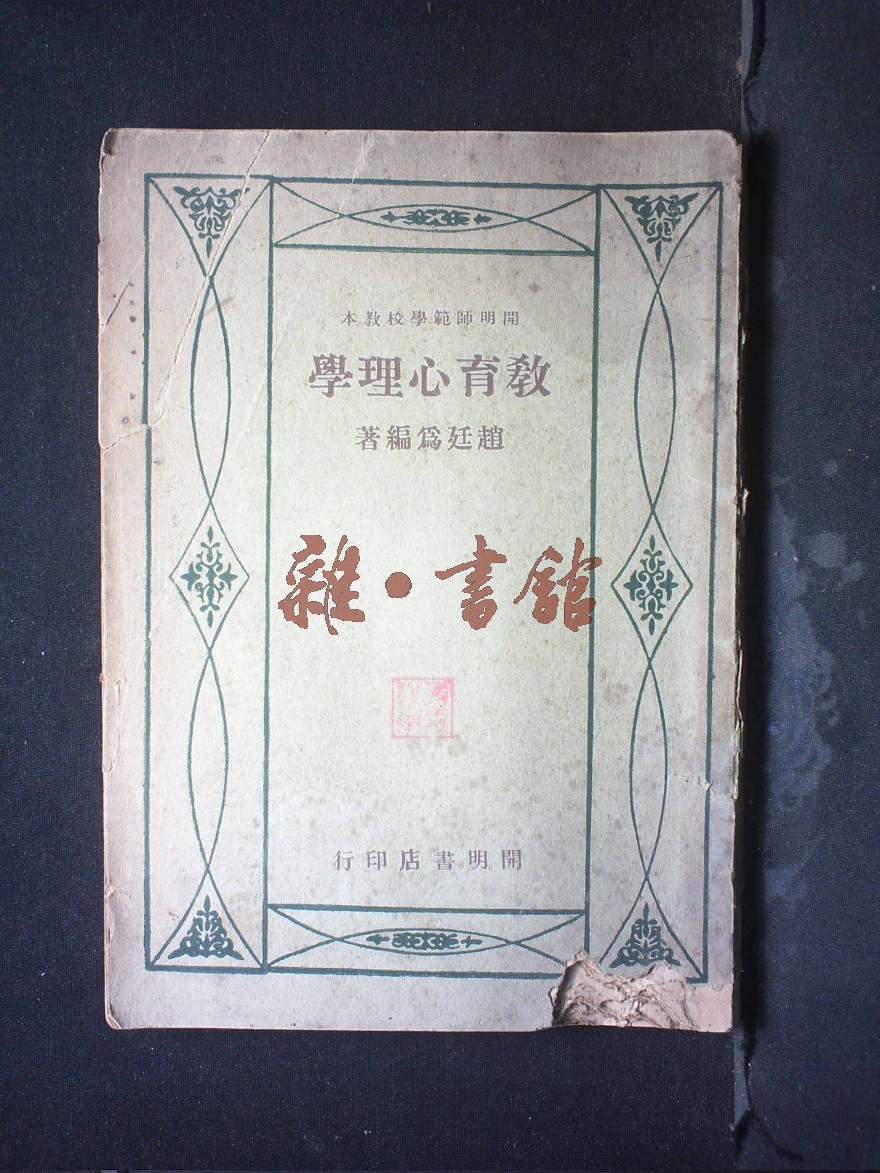 開明師範學校教本
教育心理學
趙廷爲編著
雜·書館
開明書店印行